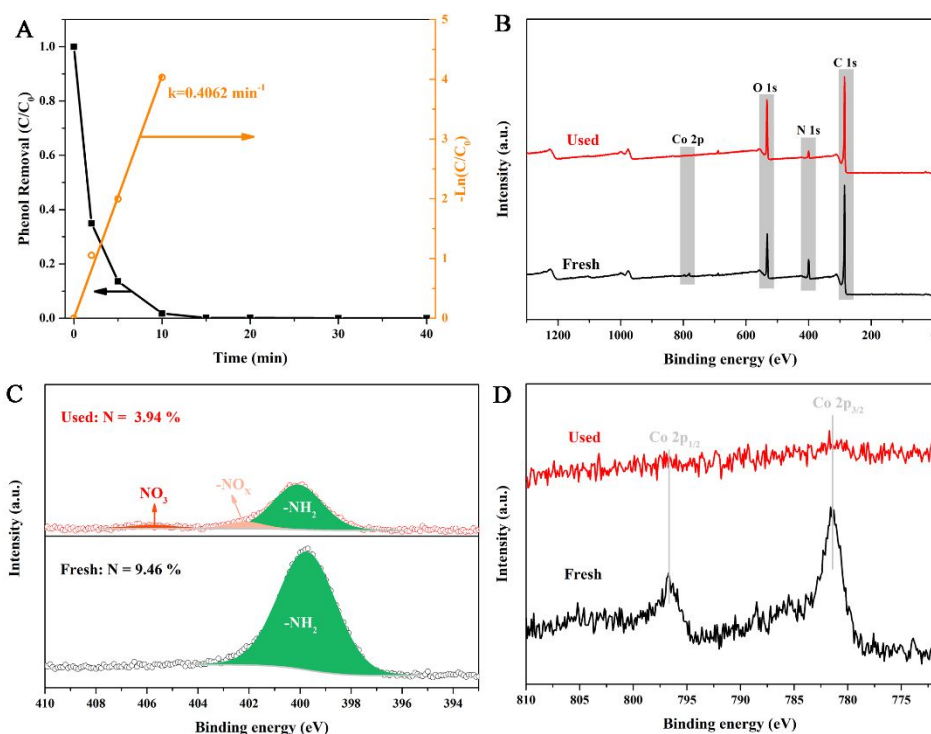 A
Phenol Removal (C/C₀)
1.0
0.8
0.6
0.4
0.2
0.0
0
10
20
30
40
Time (min)
k=0.4062 min⁻¹
5
4
3
2
1
0
-Ln(C/C₀)
B
Intensity (a.u.)
C 1s
O 1s
N 1s
Co 2p
Used
Fresh
1200
1000
800
600
400
200
Binding energy (eV)
C
Intensity (a.u.)
Used: N = 3.94 %
NO₃
-NOₓ
-NH₂
Fresh: N = 9.46 %
-NH₂
410
408
406
404
402
400
398
396
394
Binding energy (eV)
D
Intensity (a.u.)
Used
Co 2p₁/₂
Co 2p₃/₂
Fresh
810
805
800
795
790
785
780
775
Binding energy (eV)